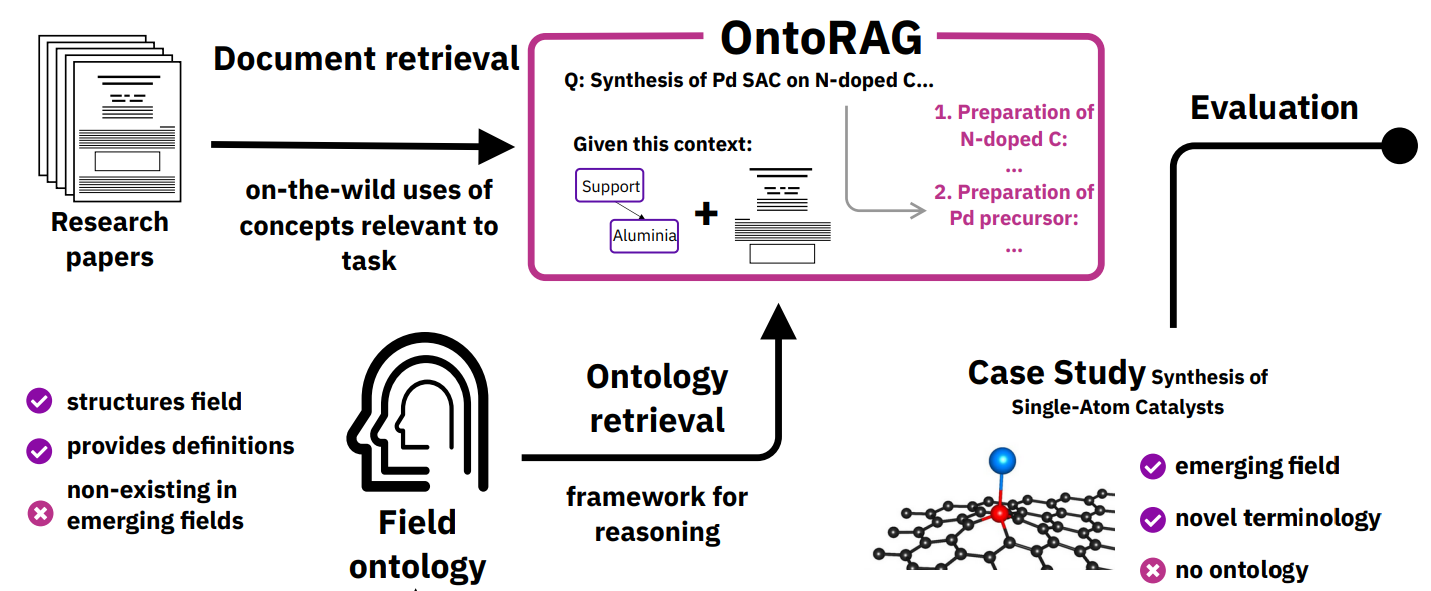 Document retrieval
on-the-wild uses of
concepts relevant to
task
Research
papers
OntoRAG
Q: Synthesis of Pd SAC on N-doped C...
Given this context:
Support
Aluminia
+
1. Preparation of
N-doped C:
...
2. Preparation of
Pd precursor:
...
Evaluation
structures field
provides definitions
non-existing in
emerging fields
Field
ontology
Ontology
retrieval
framework for
reasoning
Case Study Synthesis of
Single-Atom Catalysts
emerging field
novel terminology
no ontology